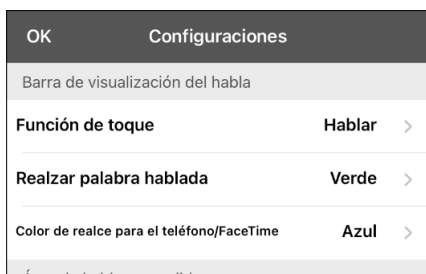 OK Configuraciones
Barra de visualización del habla
Función de toque Hablar
Realzar palabra hablada Verde
Color de realce para el teléfono/FaceTime Azul